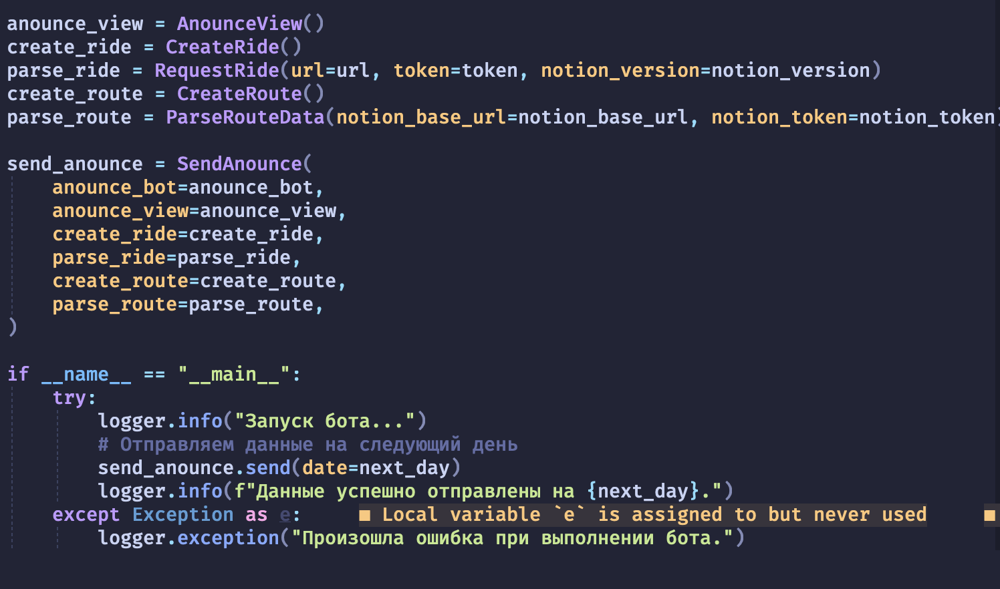 anounce_view = AnounceView()
create_ride = CreateRide()
parse_ride = RequestRide(url=url, token=token, notion_version=notion_version)
create_route = CreateRoute()
parse_route = ParseRouteData(notion_base_url=notion_base_url, notion_token=notion_token)
send_anounce = SendAnounce(
    anounce_bot=anounce_bot,
    anounce_view=anounce_view,
    create_ride=create_ride,
    parse_ride=parse_ride,
    create_route=create_route,
    parse_route=parse_route,
)
if __name__ == "__main__":
    try:
        logger.info("Запуск бота...")
        # Отправляем данные на следующий день
        send_anounce.send(date=next_day)
        logger.info(f"Данные успешно отправлены на {next_day}.")
    except Exception as e:     ■ Local variable `e` is assigned to but never used     ■
        logger.exception("Произошла ошибка при выполнении бота.")